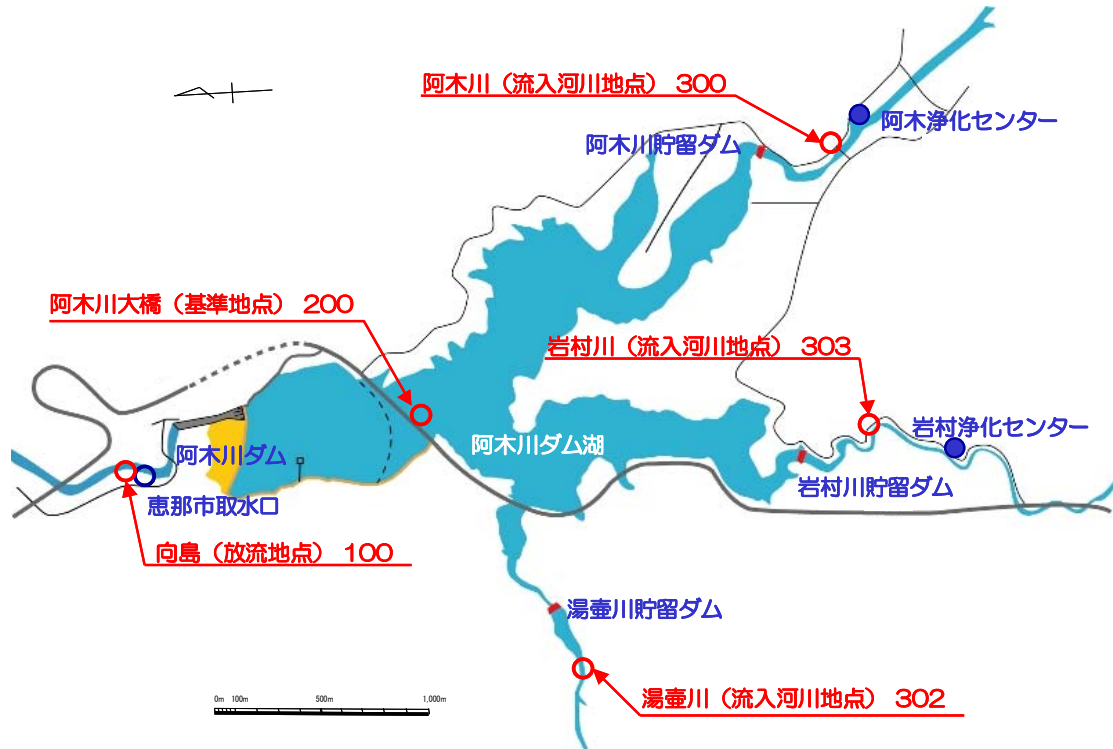 阿木川（流入河川地点） 300
阿木浄化センター
阿木川貯留ダム
阿木川大橋（基準地点） 200
岩村川（流入河川地点） 303
岩村浄化センター
阿木川ダム湖
阿木川ダム
岩村川貯留ダム
恵那市取水口
向島（放流地点） 100
湯壷川貯留ダム
湯壷川（流入河川地点） 302
0m 100m 500m 1,000m